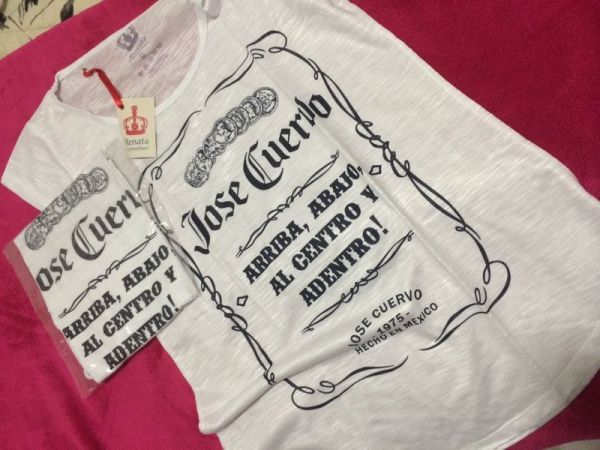 Renata
Jose Cuervo
ARRIBA, ABAJO,
AL CENTRO Y
ADENTRO!
JOSE CUERVO
- 1975 -
HECHO EN MEXICO
Jose Cuervo
ARRIBA, ABAJO
AL CENTRO Y
ADENTRO!